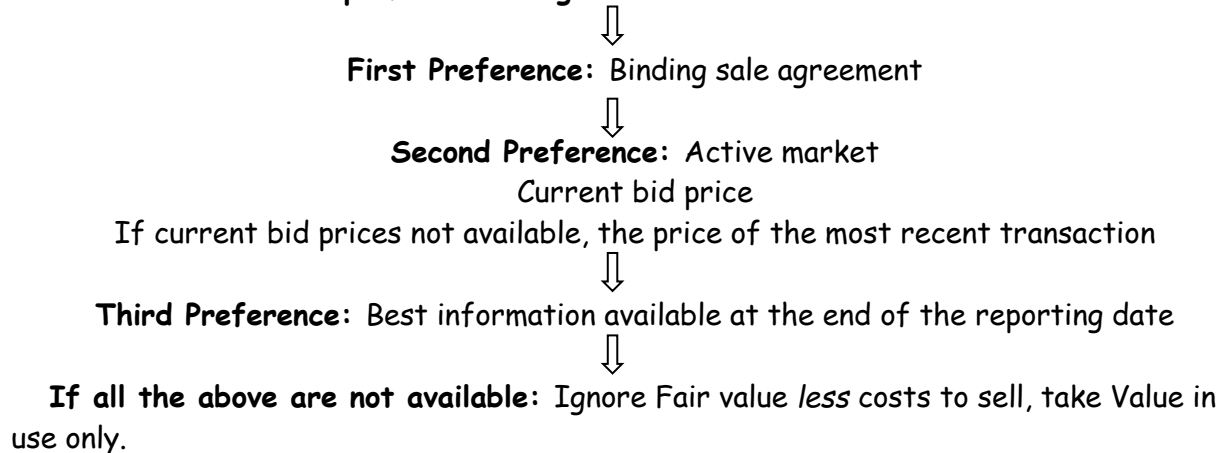 First Preference: Binding sale agreement
Second Preference: Active market
Current bid price
If current bid prices not available, the price of the most recent transaction
Third Preference: Best information available at the end of the reporting date
If all the above are not available: Ignore Fair value less costs to sell, take Value in
use only.